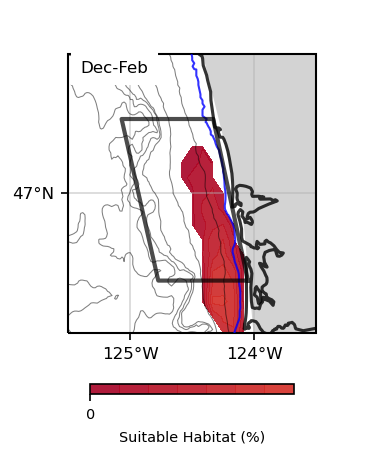 Dec-Feb
47°N
125°W 124°W
0
Suitable Habitat (%)